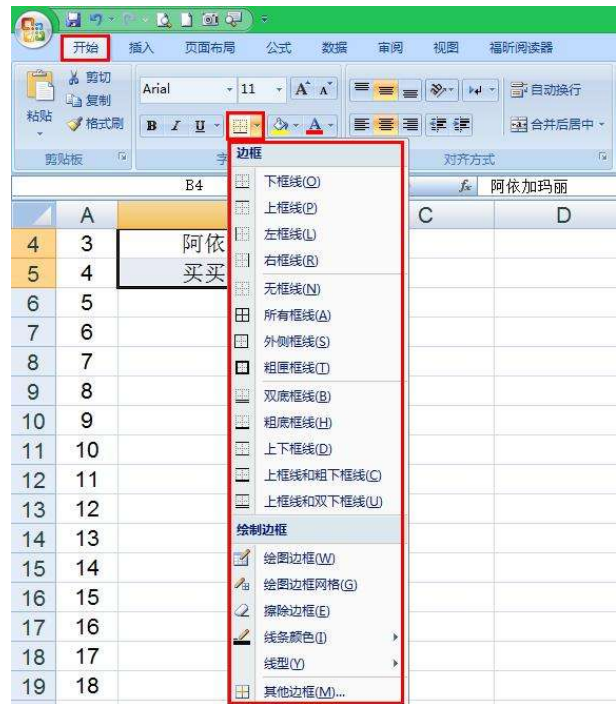 开始 插入 页面布局 公式 数据 审阅 视图 福昕阅读器
剪切
复制
格式刷
粘贴
Arial 11 A A
自动换行
B I U A
合并后居中
剪贴板 字 对齐方式
B4 fx 阿依加玛丽
A C D
4 3 阿依
5 4 买买
6 5
7 6
8 7
9 8
10 9
11 10
12 11
13 12
14 13
15 14
16 15
17 16
18 17
19 18
边框
下框线(O)
上框线(P)
左框线(L)
右框线(R)
无框线(N)
所有框线(A)
外侧框线(S)
粗匣框线(T)
双底框线(B)
粗底框线(H)
上下框线(D)
上框线和粗下框线(C)
上框线和双下框线(U)
绘制边框
绘图边框(W)
绘图边框网格(G)
擦除边框(E)
线条颜色(I)
线型(Y)
其他边框(M)...